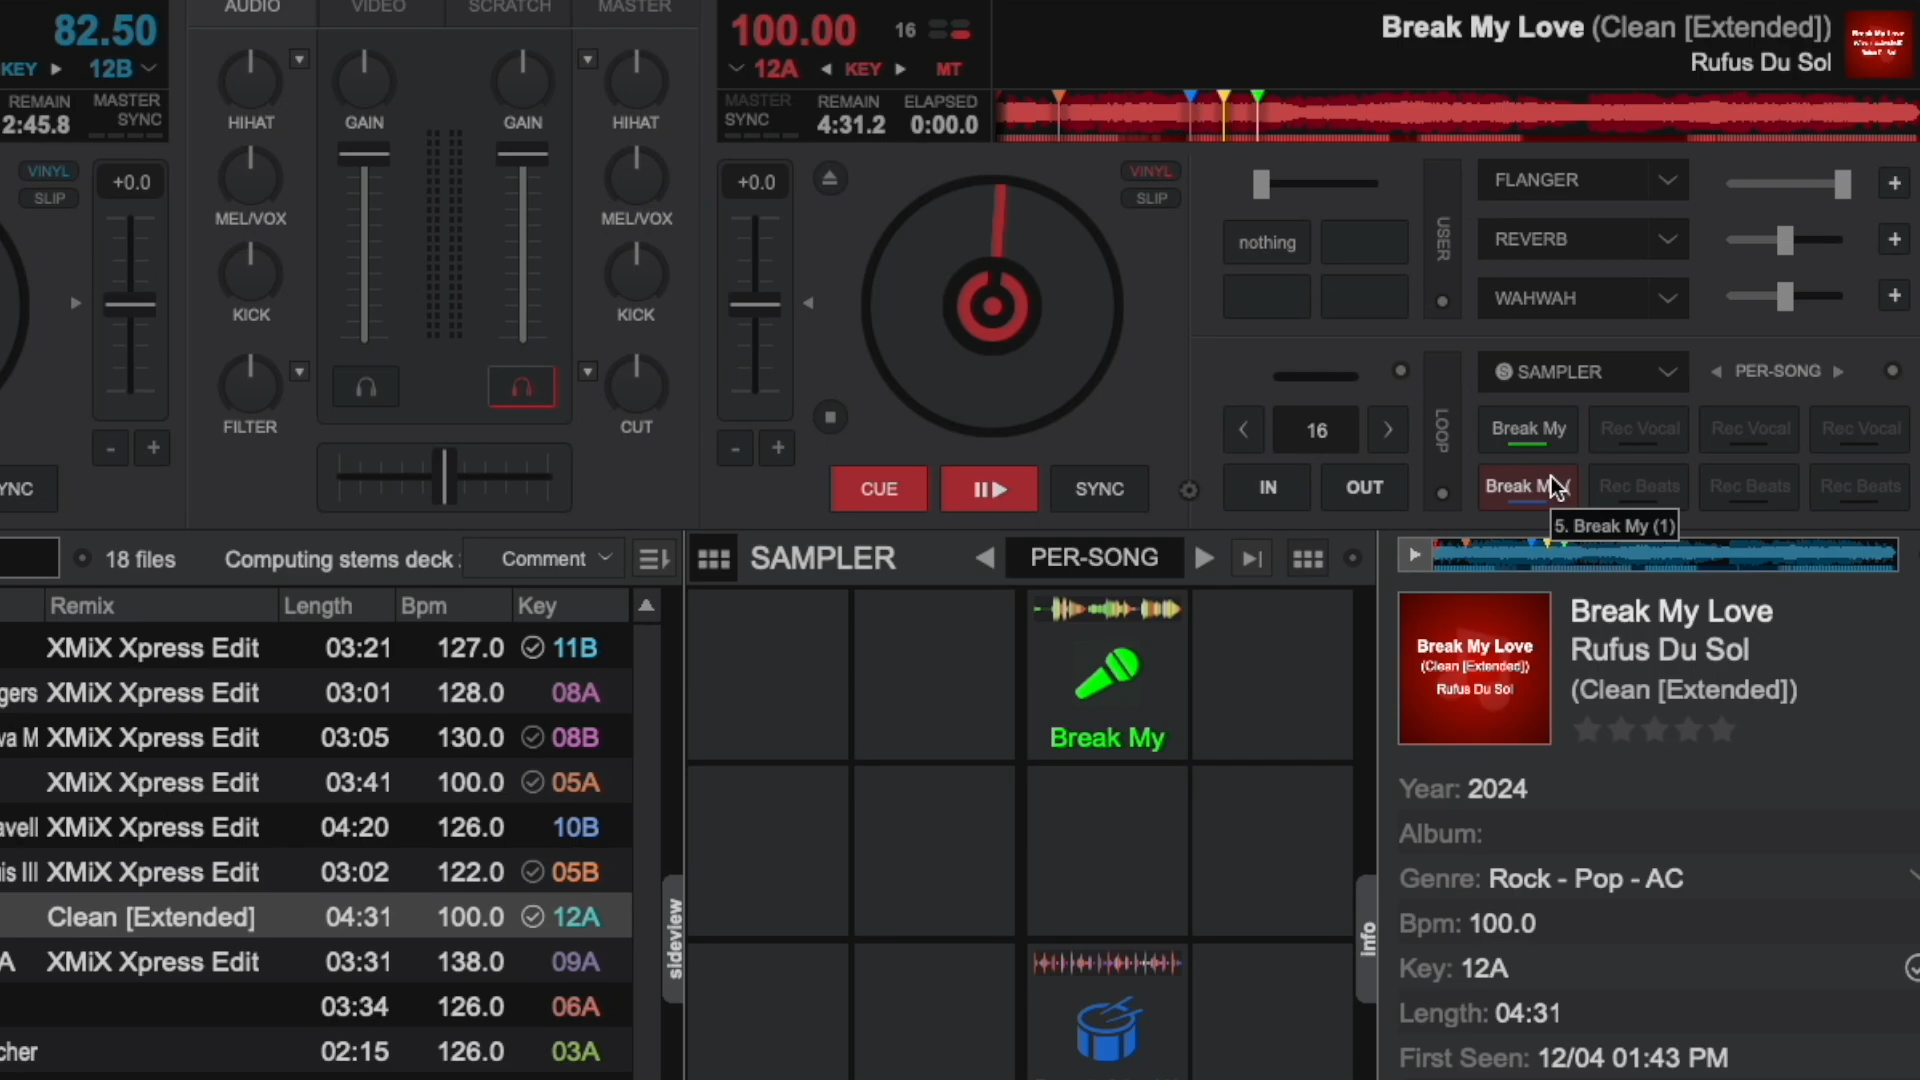 AUDIO VIDEO SCRATCH MASTER
82.50
KEY 12B
REMAIN MASTER
2:45.8 SYNC
VINYL
SLIP
+0.0
- +
HIHAT GAIN GAIN HIHAT
MEL/VOX MEL/VOX
KICK KICK
FILTER CUT
100.00 16
12A KEY MT
MASTER REMAIN ELAPSED
SYNC 4:31.2 0:00.0
Break My Love (Clean [Extended])
Rufus Du Sol
+0.0
- +
VINYL
SLIP
CUE SYNC
nothing
USER
FLANGER +
REVERB +
WAHWAH +
16
IN OUT
LOOP
SAMPLER PER-SONG
Break My Rec Vocal Rec Vocal Rec Vocal
Break My ( Rec Beats Rec Beats Rec Beats
5. Break My (1)
18 files Computing stems deck : Comment
Remix Length Bpm Key
XMiX Xpress Edit 03:21 127.0 11B
gers XMiX Xpress Edit 03:01 128.0 08A
va M XMiX Xpress Edit 03:05 130.0 08B
XMiX Xpress Edit 03:41 100.0 05A
avell XMiX Xpress Edit 04:20 126.0 10B
is III XMiX Xpress Edit 03:02 122.0 05B
Clean [Extended] 04:31 100.0 12A
A XMiX Xpress Edit 03:31 138.0 09A
03:34 126.0 06A
cher 02:15 126.0 03A
sideview
SAMPLER PER-SONG
Break My
info
Break My Love
(Clean [Extended])
Rufus Du Sol
Break My Love
Rufus Du Sol
(Clean [Extended])
Year: 2024
Album:
Genre: Rock - Pop - AC
Bpm: 100.0
Key: 12A
Length: 04:31
First Seen: 12/04 01:43 PM